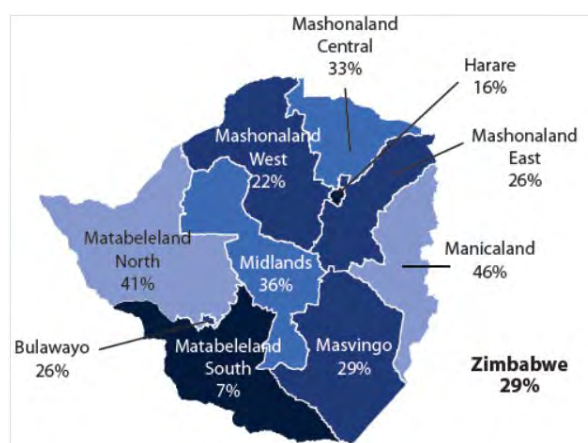 Mashonaland
Central
33%
Harare
16%
Mashonaland
West
22%
Mashonaland
East
26%
Matabeleland
North
41%
Midlands
36%
Manicaland
46%
Bulawayo
26%
Matabeleland
South
7%
Masvingo
29%
Zimbabwe
29%